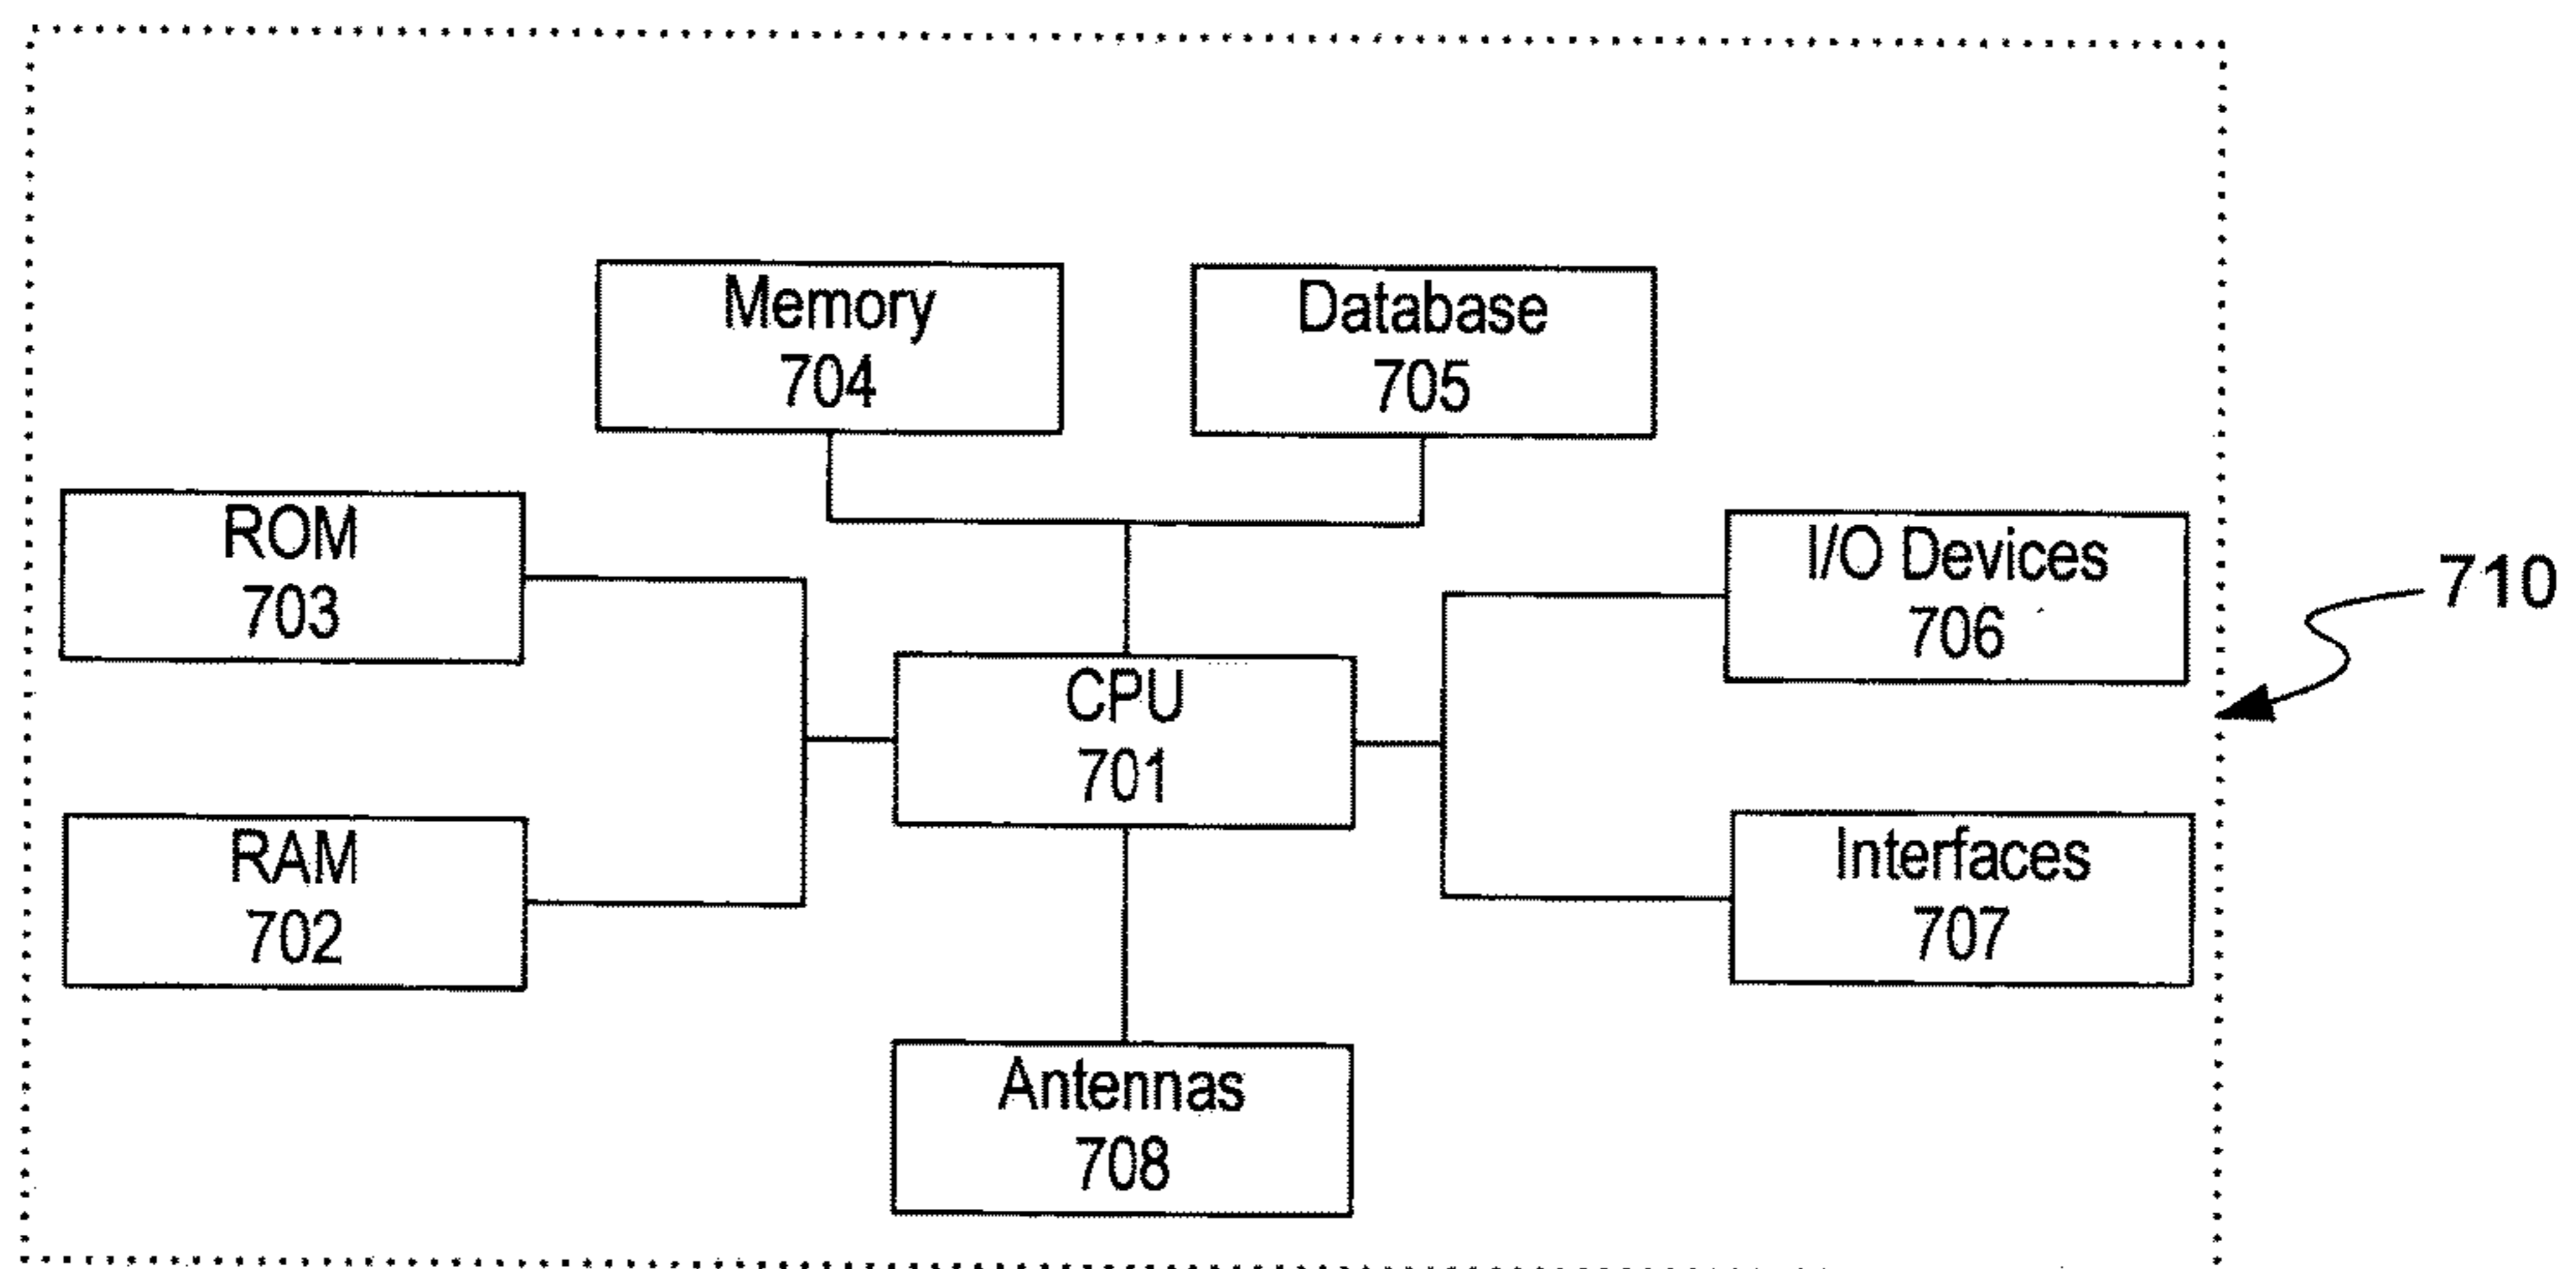 Memory
704
Database
705
ROM
703
I/O Devices
706
710
CPU
701
RAM
702
Interfaces
707
Antennas
708